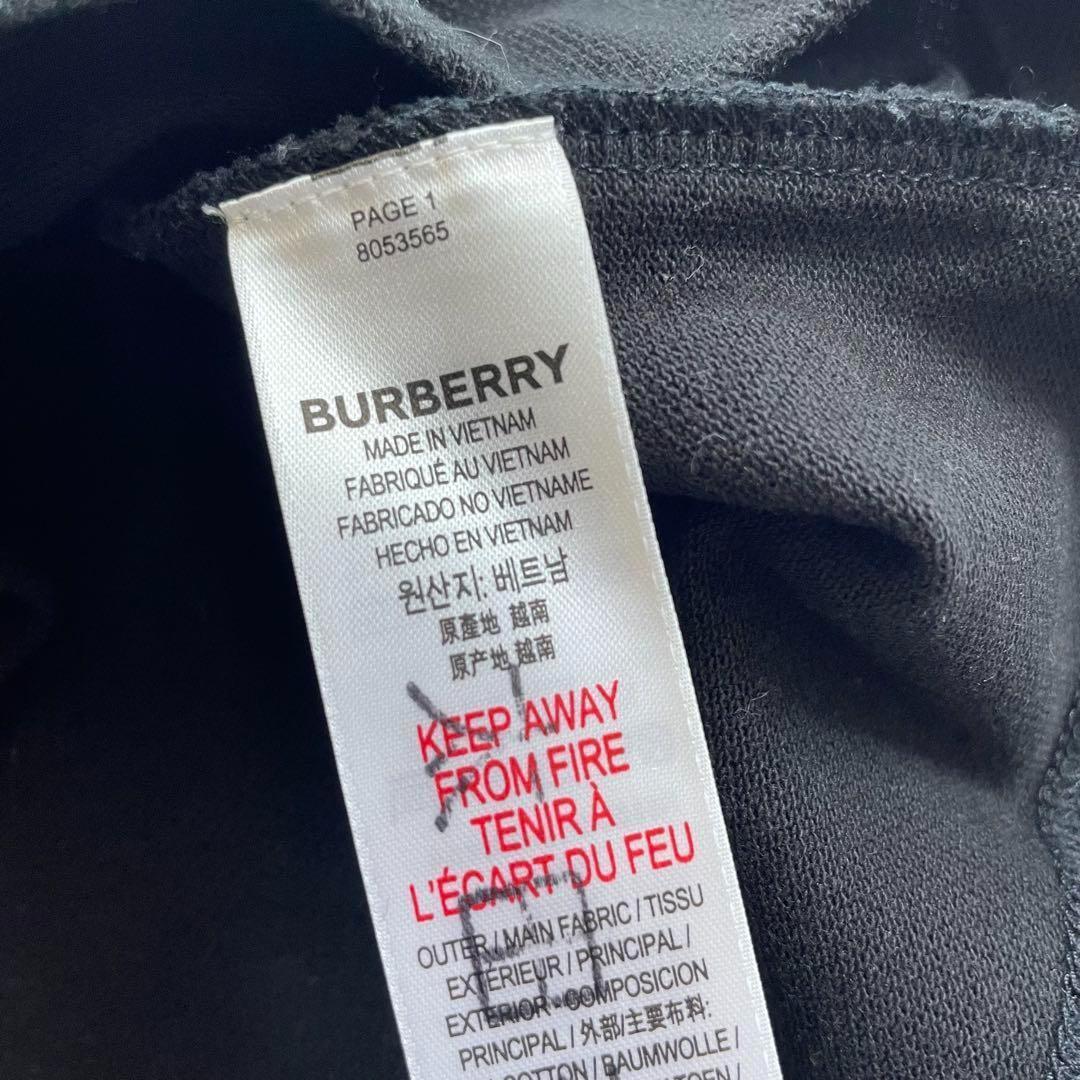 PAGE 1
8053565
BURBERRY
MADE IN VIETNAM
FABRIQUÉ AU VIETNAM
FABRICADO NO VIETNAME
HECHO EN VIETNAM
원산지: 베트남
原產地 越南
原产地 越南
KEEP AWAY
FROM FIRE
TENIR À
L'ÉCART DU FEU
OUTER / MAIN FABRIC / TISSU
EXTÉRIEUR / PRINCIPAL /
EXTERIOR-COMPOSICION
PRINCIPAL / 外部/主要布料:
COTTON / BAUMWOLLE /